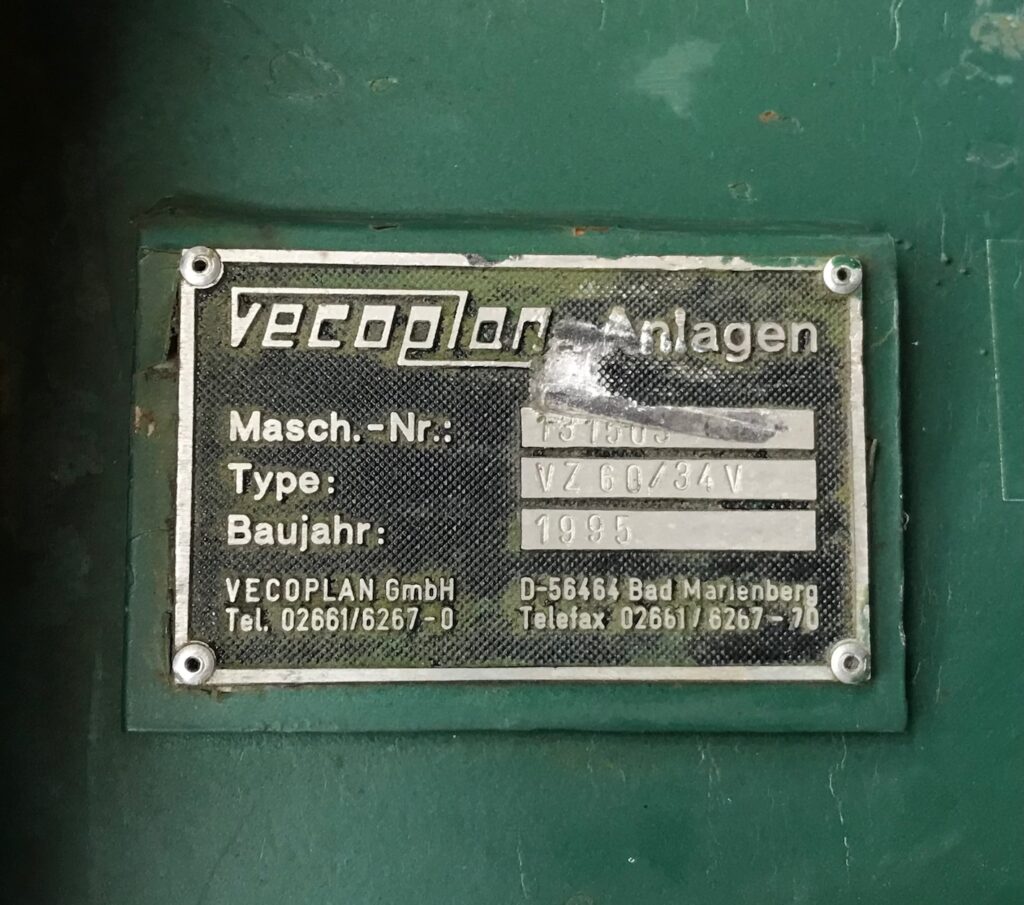 vecoplan Anlagen
Masch.-Nr.:
Type: VZ 60/34 V
Baujahr: 1995
VECOPLAN GmbH D-56464 Bad Marienberg
Tel. 02661/6267-0 Telefax 02661/6267-70